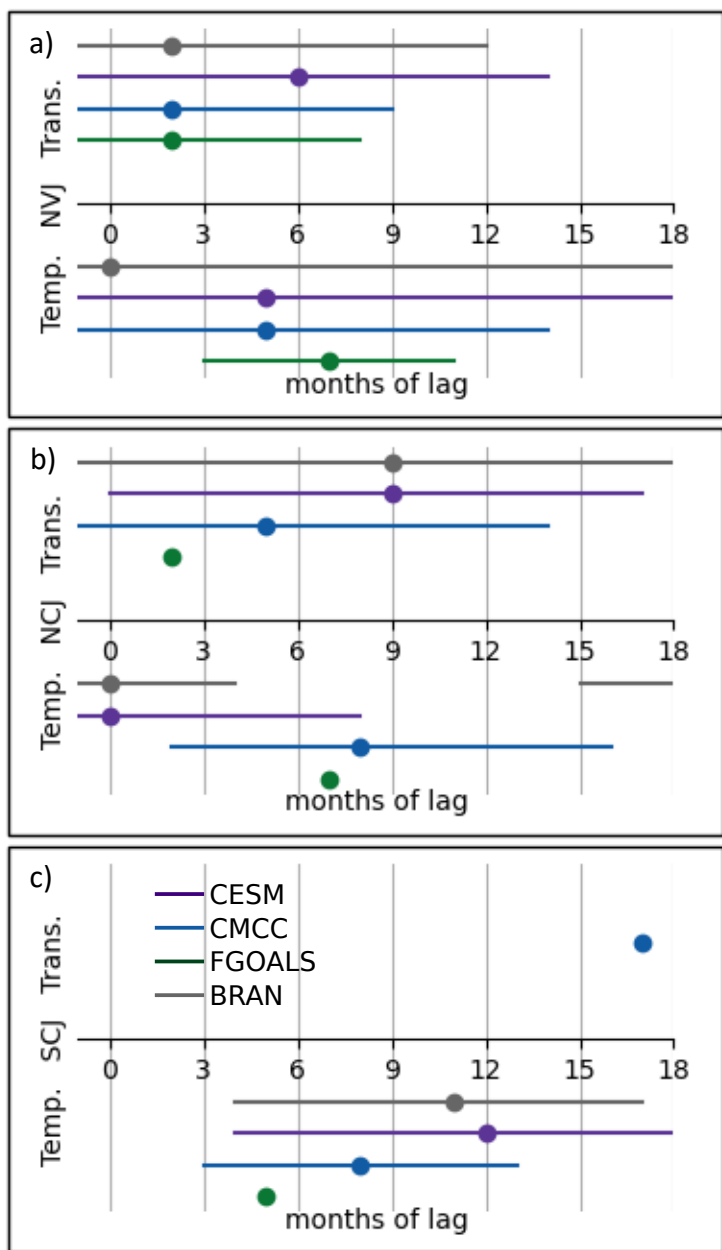 a)
Trans.
NVJ
0 3 6 9 12 15 18
Temp.
months of lag
b)
Trans.
NCJ
0 3 6 9 12 15 18
Temp.
months of lag
c)
CESM
CMCC
FGOALS
BRAN
Trans.
SCJ
0 3 6 9 12 15 18
Temp.
months of lag